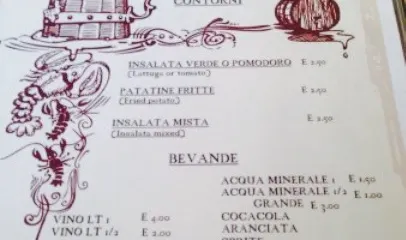 CONTORNI
INSALATA VERDE O POMODORO E 2.50
(Lattuga or tomato)
PATATINE FRITTE E 2.50
(Fried potato)
INSALATA MISTA E 2.50
(Insalata mixed)
BEVANDE
ACQUA MINERALE 1 E 1.50
ACQUA MINERALE 1/2 E 1.00
GRANDE E 3.00
VINO LT 1 E 4.00
COCACOLA
VINO LT 1/2 E 2.00
ARANCIATA
SPRITE